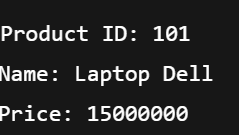 Product ID: 101
Name: Laptop Dell
Price: 15000000